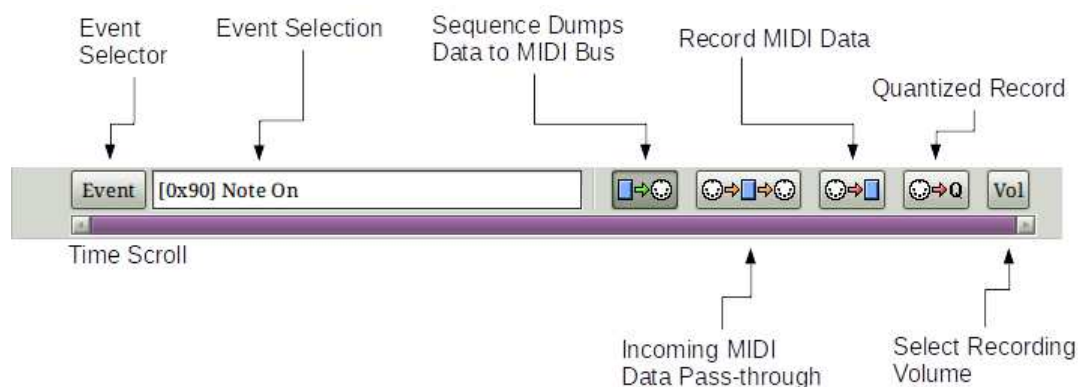 Event
Selector
Event Selection
Sequence Dumps
Data to MIDI Bus
Record MIDI Data
Quantized Record
Event
[0x90] Note On
Q
Vol
Time Scroll
Incoming MIDI
Data Pass-through
Select Recording
Volume